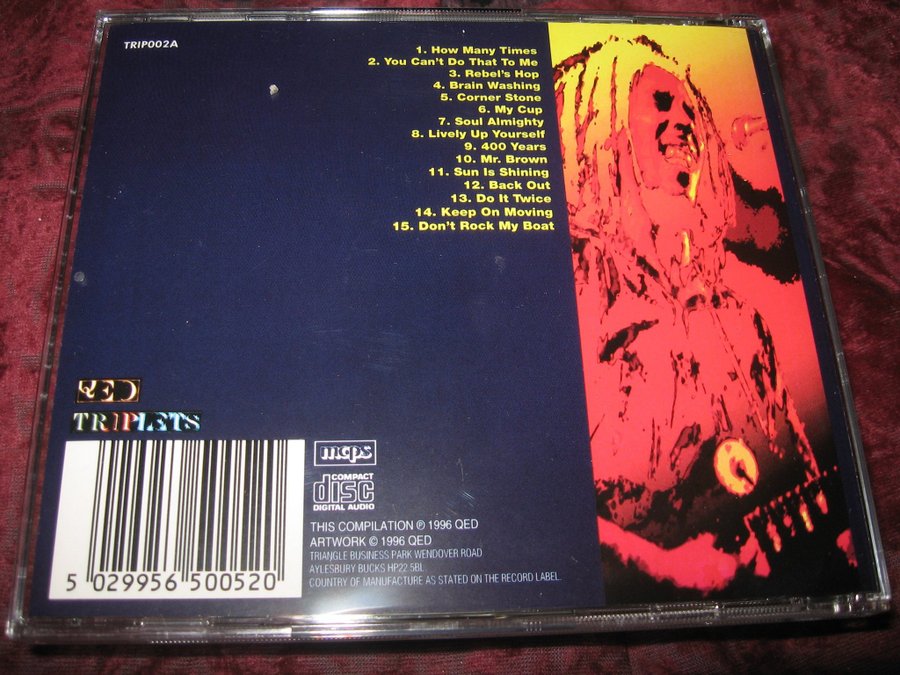 TRIP002A
1. How Many Times
2. You Can't Do That To Me
3. Rebel's Hop
4. Brain Washing
5. Corner Stone
6. My Cup
7. Soul Almighty
8. Lively Up Yourself
9. 400 Years
10. Mr. Brown
11. Sun Is Shining
12. Back Out
13. Do It Twice
14. Keep On Moving
15. Don't Rock My Boat
QED
TRIPLETS
5 029956 500520
mcps
COMPACT
disc
DIGITAL AUDIO
THIS COMPILATION ℗ 1996 QED
ARTWORK © 1996 QED
TRIANGLE BUSINESS PARK WENDOVER ROAD
AYLESBURY BUCKS HP22 5BL
COUNTRY OF MANUFACTURE AS STATED ON THE RECORD LABEL.